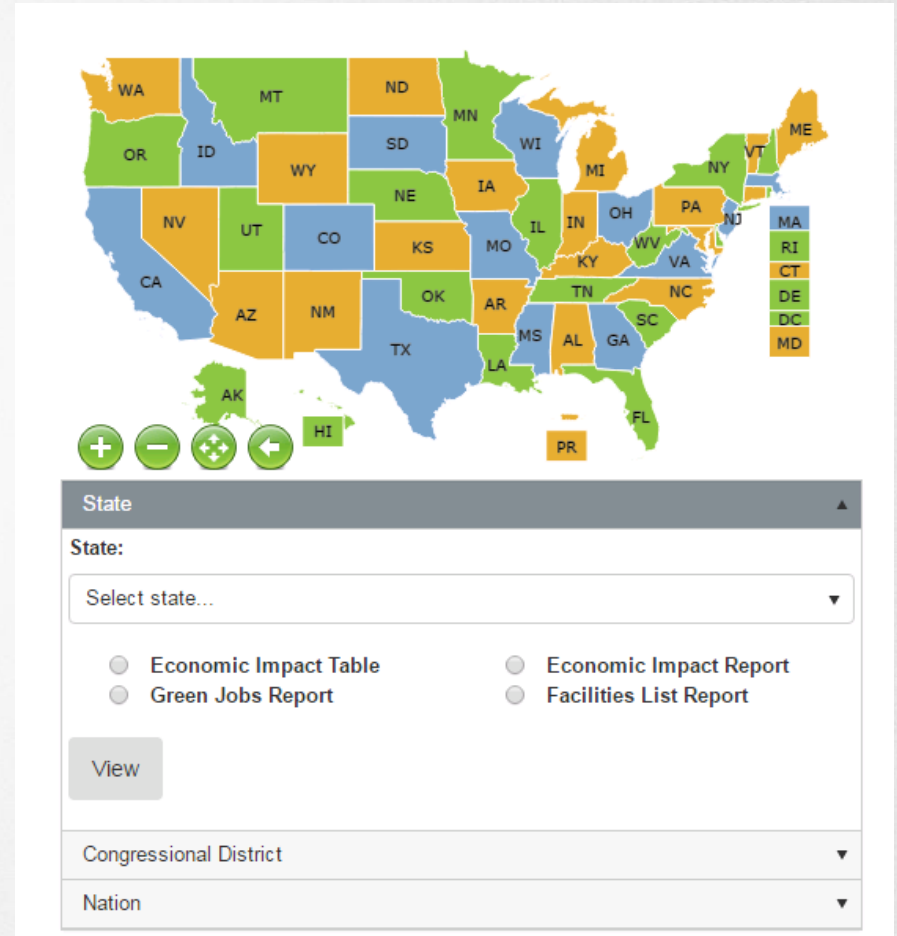 WA
MT
ND
MN
ME
OR
ID
SD
WI
VT
NY
WY
MI
IA
NE
PA
NJ
OH
IL
IN
NV
UT
CO
KS
MO
WV
VA
KY
CA
MA
RI
CT
DE
DC
MD
AZ
NM
OK
AR
TN
NC
SC
TX
LA
MS
AL
GA
AK
HI
FL
PR
State
State:
Select state...
Economic Impact Table
Economic Impact Report
Green Jobs Report
Facilities List Report
View
Congressional District
Nation